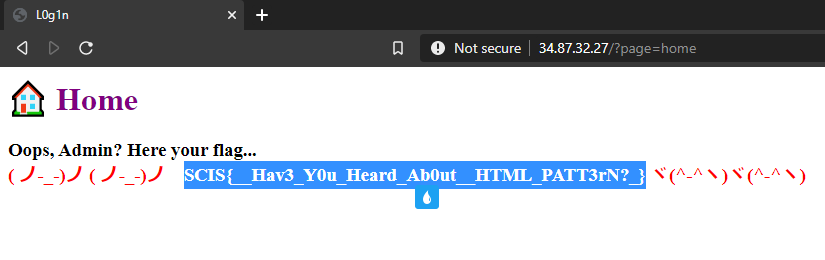 L0g1n
Not secure 34.87.32.27/?page=home
Home
Oops, Admin? Here your flag...
(ノ-_-)ノ(ノ-_-)ノ SCIS{__Hav3_Y0u_Heard_Ab0ut__HTML_PATT3rN?_} ヾ(^-^ヽ)ヾ(^-^ヽ)